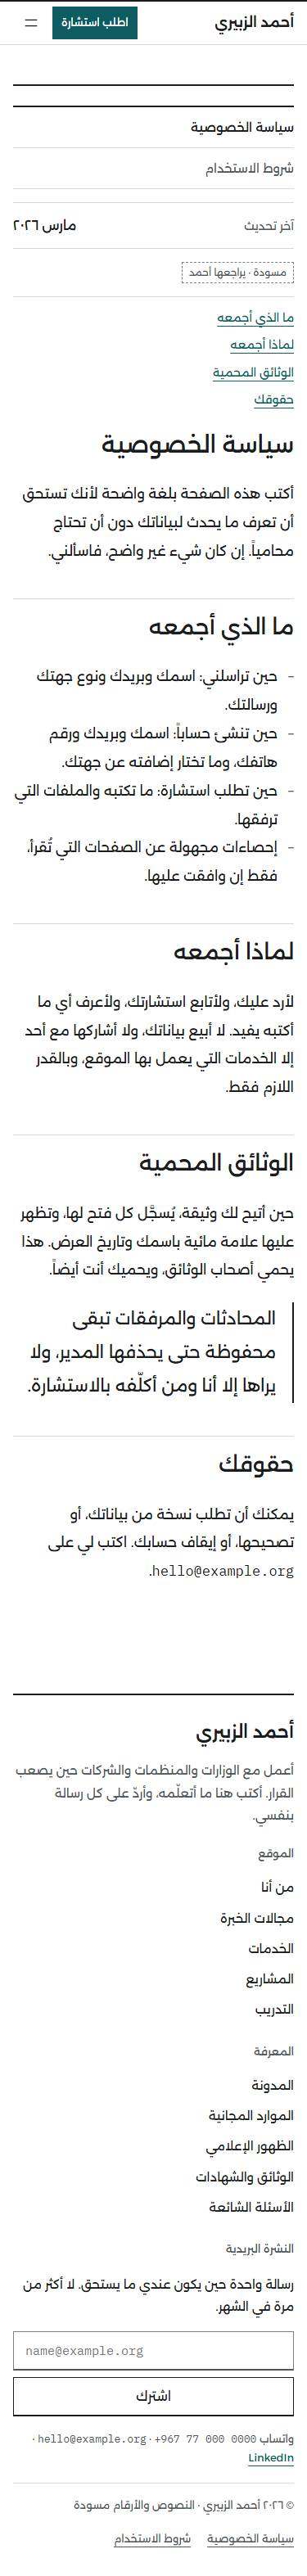 أحمد الزبيري
اطلب استشارة
سياسة الخصوصية
شروط الاستخدام
آخر تحديث
مارس ٢٠٢٦
مسودة · يراجعها أحمد
ما الذي أجمعه
لماذا أجمعه
الوثائق المحمية
حقوقك
سياسة الخصوصية
أكتب هذه الصفحة بلغة واضحة لأنك تستحق
أن تعرف ما يحدث لبياناتك دون أن تحتاج
محامياً. إن كان شيء غير واضح، فاسألني.
ما الذي أجمعه
– حين تراسلني: اسمك وبريدك ونوع جهتك
ورسالتك.
– حين تنشئ حساباً: اسمك وبريدك ورقم
هاتفك، وما تختار إضافته عن جهتك.
– حين تطلب استشارة: ما تكتبه والملفات التي
ترفقها.
– إحصاءات مجهولة عن الصفحات التي تُقرأ،
فقط إن وافقت عليها.
لماذا أجمعه
لأرد عليك، ولأتابع استشارتك، ولأعرف أي ما
أكتبه يفيد. لا أبيع بياناتك، ولا أشاركها مع أحد
إلا الخدمات التي يعمل بها الموقع، وبالقدر
اللازم فقط.
الوثائق المحمية
حين أتيح لك وثيقة، يُسجَّل كل فتح لها، وتظهر
عليها علامة مائية باسمك وتاريخ العرض. هذا
يحمي أصحاب الوثائق، ويحميك أنت أيضاً.
المحادثات والمرفقات تبقى
محفوظة حتى يحذفها المدير، ولا
يراها إلا أنا ومن أكلّفه بالاستشارة.
حقوقك
يمكنك أن تطلب نسخة من بياناتك، أو
تصحيحها، أو إيقاف حسابك. اكتب لي على
hello@example.org.
أحمد الزبيري
أعمل مع الوزارات والمنظمات والشركات حين يصعب
القرار. أكتب هنا ما أتعلّمه، وأردّ على كل رسالة
بنفسي.
الموقع
من أنا
مجالات الخبرة
الخدمات
المشاريع
التدريب
المعرفة
المدونة
الموارد المجانية
الظهور الإعلامي
الوثائق والشهادات
الأسئلة الشائعة
النشرة البريدية
رسالة واحدة حين يكون عندي ما يستحق. لا أكثر من
مرة في الشهر.
name@example.org
اشترك
واتساب 0000 000 77 967+ · hello@example.org ·
LinkedIn
© ٢٠٢٦ أحمد الزبيري · النصوص والأرقام مسودة
سياسة الخصوصية
شروط الاستخدام